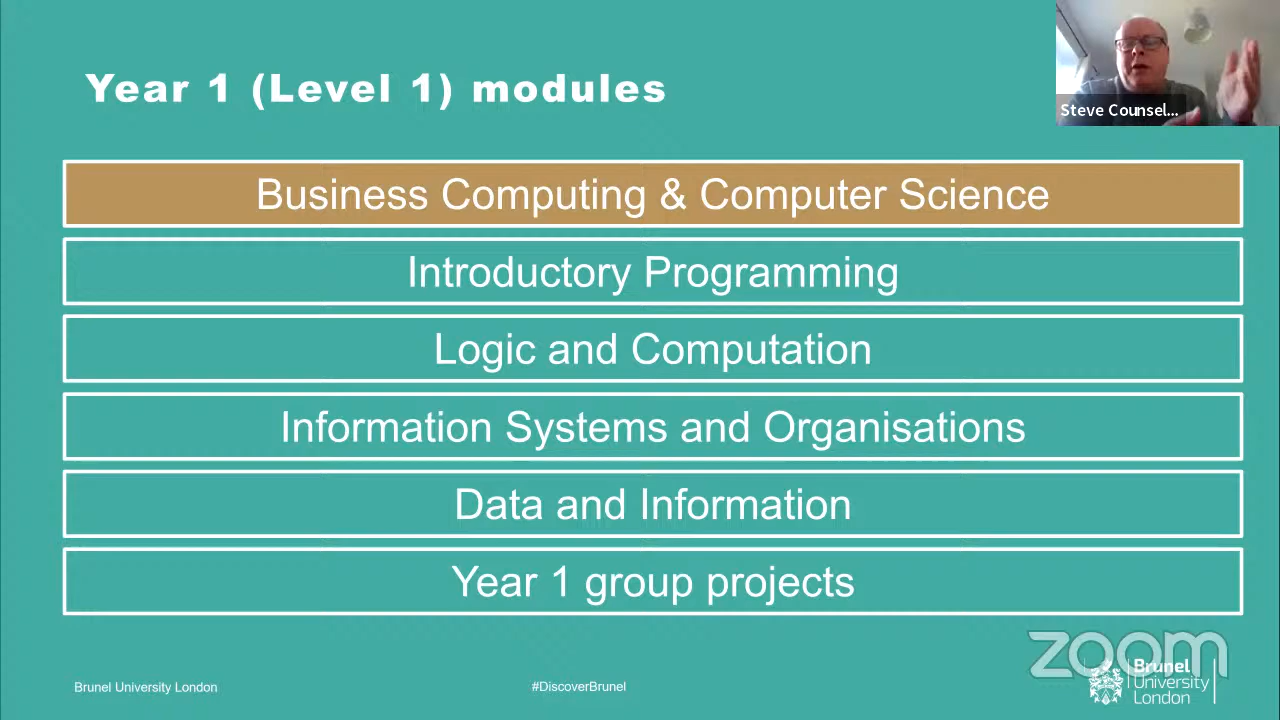 Year 1 (Level 1) modules
Steve Counsel...
Business Computing & Computer Science
Introductory Programming
Logic and Computation
Information Systems and Organisations
Data and Information
Year 1 group projects
zoom
Brunel University London
#DiscoverBrunel
Brunel
University
London